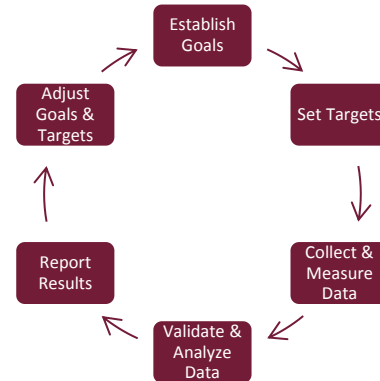 Establish
Goals
Set Targets
Collect &
Measure
Data
Validate &
Analyze
Data
Report
Results
Adjust
Goals &
Targets